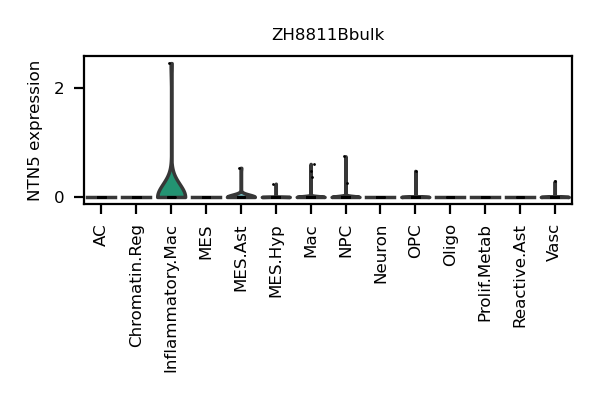 ZH8811Bbulk
NTN5 expression
2
0
AC
Chromatin.Reg
Inflammatory.Mac
MES
MES.Ast
MES.Hyp
Mac
NPC
Neuron
OPC
Oligo
Prolif.Metab
Reactive.Ast
Vasc